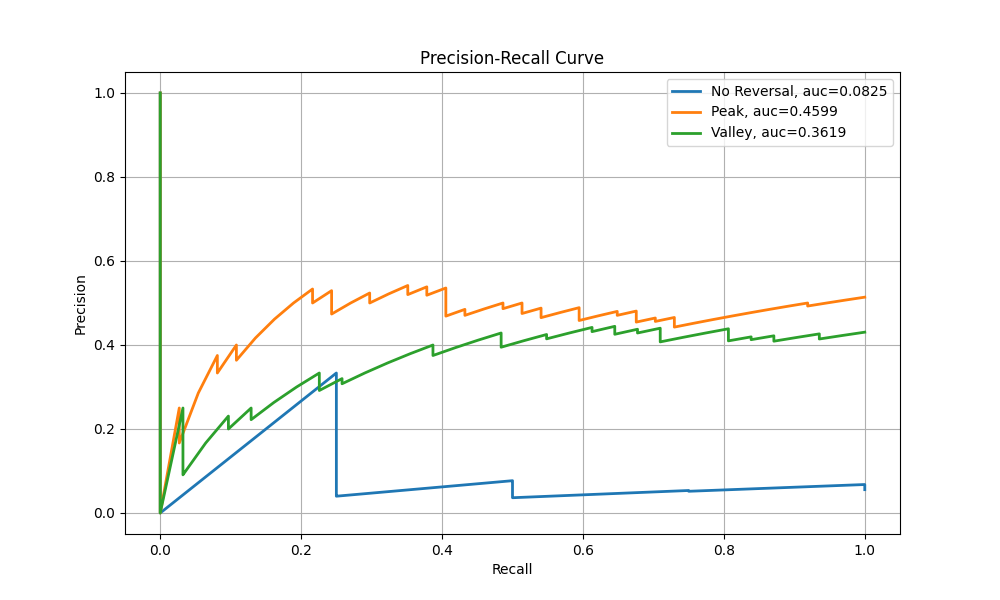 Precision-Recall Curve
No Reversal, auc=0.0825
Peak, auc=0.4599
Valley, auc=0.3619
Precision
1.0
0.8
0.6
0.4
0.2
0.0
0.0 0.2 0.4 0.6 0.8 1.0
Recall